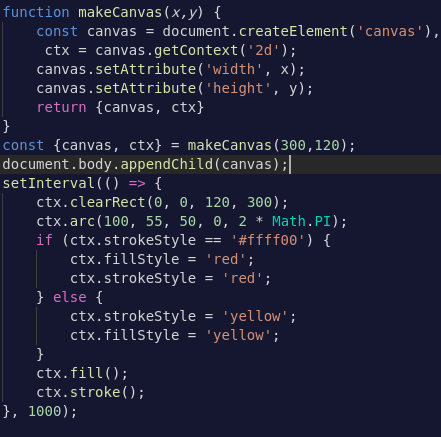 function makeCanvas(x,y) {
    const canvas = document.createElement('canvas'),
     ctx = canvas.getContext('2d');
    canvas.setAttribute('width', x);
    canvas.setAttribute('height', y);
    return {canvas, ctx}
}
const {canvas, ctx} = makeCanvas(300,120);
document.body.appendChild(canvas);
setInterval(() => {
    ctx.clearRect(0, 0, 120, 300);
    ctx.arc(100, 55, 50, 0, 2 * Math.PI);
    if (ctx.strokeStyle == '#ffff00') {
        ctx.fillStyle = 'red';
        ctx.strokeStyle = 'red';
    } else {
        ctx.strokeStyle = 'yellow';
        ctx.fillStyle = 'yellow';
    }
    ctx.fill();
    ctx.stroke();
}, 1000);